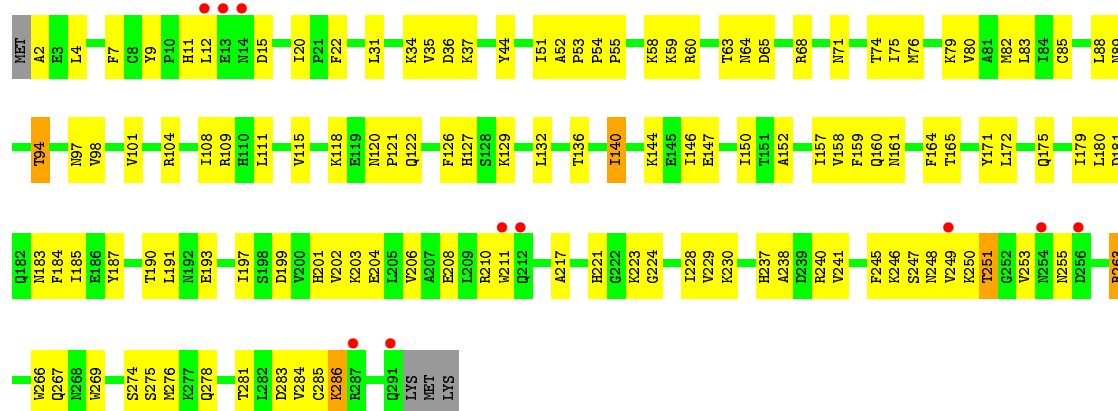 MET A2 E3 L4 F7 C8 Y9 P10 H11 L12 E13 N14 D15 I20 P21 F22 L31 K34 V35 D36 K37 Y44 I51 A52 P53 P54 P55 K58 K59 R60 T63 N64 D65 R68 N71 T74 I75 M76 K79 V80 A81 M82 L83 I84 C85 L88
T94 N97 V98 V101 R104 I108 R109 H110 L111 V115 K118 E119 N120 P121 Q122 F126 H127 S128 K129 L132 T136 I140 K144 E145 I146 E147 I150 T151 A152 I157 V158 F159 Q160 N161 F164 T165 Y171 L172 Q175 I179 L180
Q182 N183 F184 I185 E186 Y187 T190 L191 N192 E193 I197 S198 D199 V200 H201 V202 K203 E204 L205 V206 A207 E208 L209 R210 W211 Q212 A217 H221 G222 K223 G224 I228 V229 K230 H237 A238 D239 R240 V241 F245 K246 S247 N248 V249 K250 T251 G252 V253 N254 N255 D256
W266 Q267 N268 W269 S274 S275 M276 K277 Q278 T281 L282 D283 V284 C285 K286 R287 Q291 LYS MET LYS